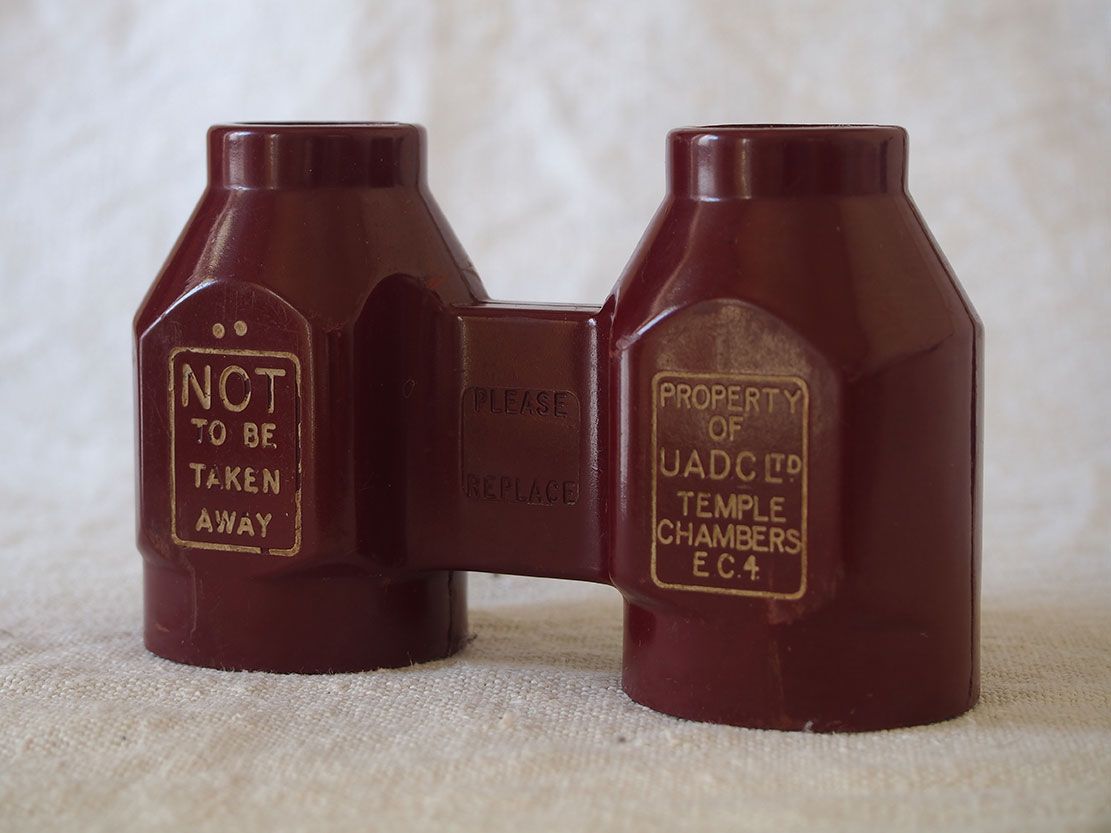 NOT
TO BE
TAKEN
AWAY
PLEASE
REPLACE
PROPERTY
OF
UADC LTD
TEMPLE
CHAMBERS
E.C.4.